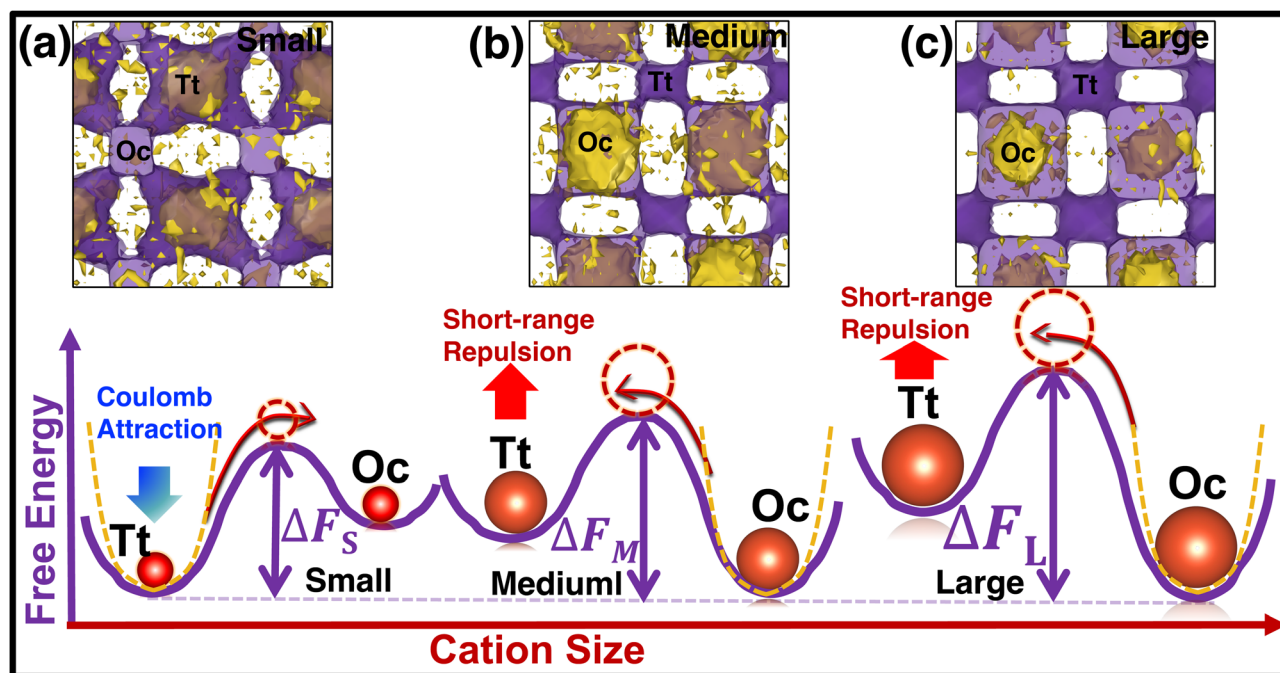 (a)
Small
Tt
Oc
(b)
Medium
Tt
Oc
(c)
Large
Tt
Oc
Free Energy
Coulomb
Attraction
Tt
Oc
ΔF_S
Small
Short-range
Repulsion
Tt
Oc
ΔF_M
Mediuml
Short-range
Repulsion
Tt
Oc
ΔF_L
Large
Cation Size